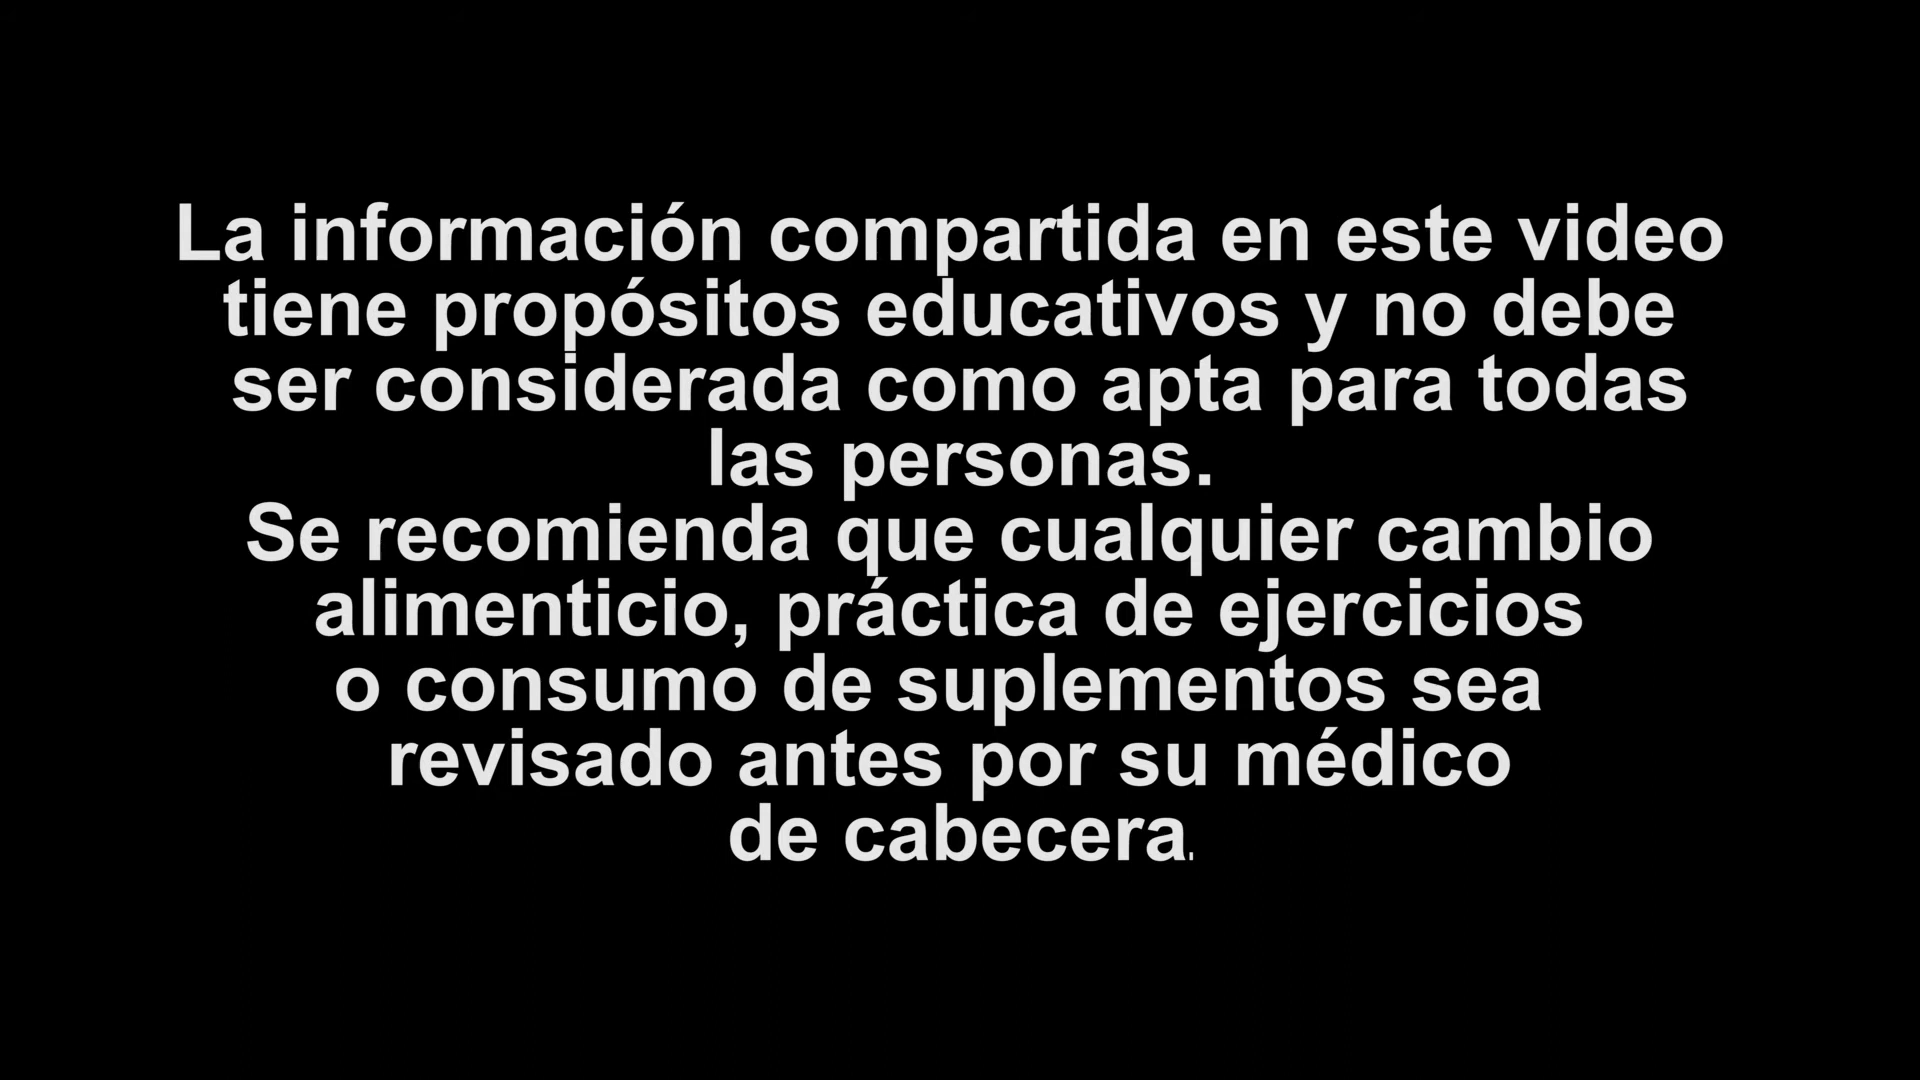 La información compartida en este video
tiene propósitos educativos y no debe
ser considerada como apta para todas
las personas.
Se recomienda que cualquier cambio
alimenticio, práctica de ejercicios
o consumo de suplementos sea
revisado antes por su médico
de cabecera.